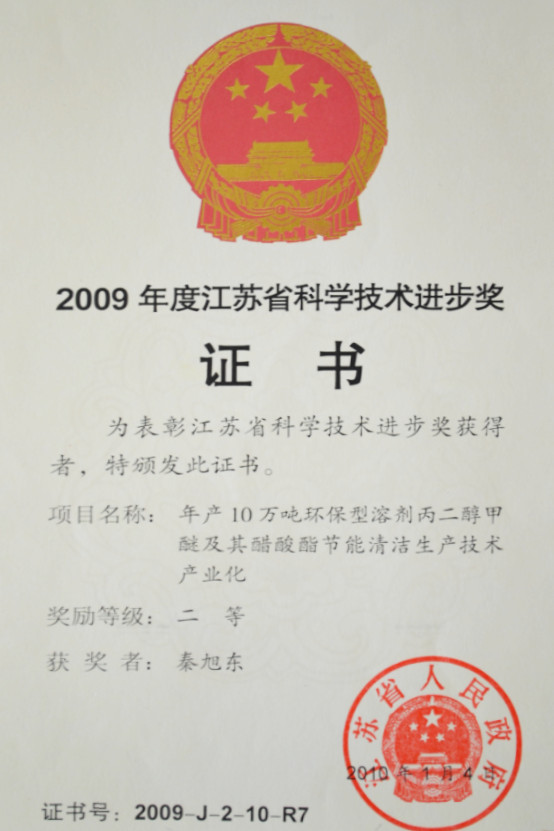 2009 年度江苏省科学技术进步奖
证 书
为表彰江苏省科学技术进步奖获得
者，特颁发此证书。
项目名称： 年产 10 万吨环保型溶剂丙二醇甲
醚及其醋酸酯节能清洁生产技术
产业化
奖励等级： 二 等
获 奖 者： 秦旭东
江苏省人民政府
2010 年 1 月 4 日
证书号：2009-J-2-10-R7